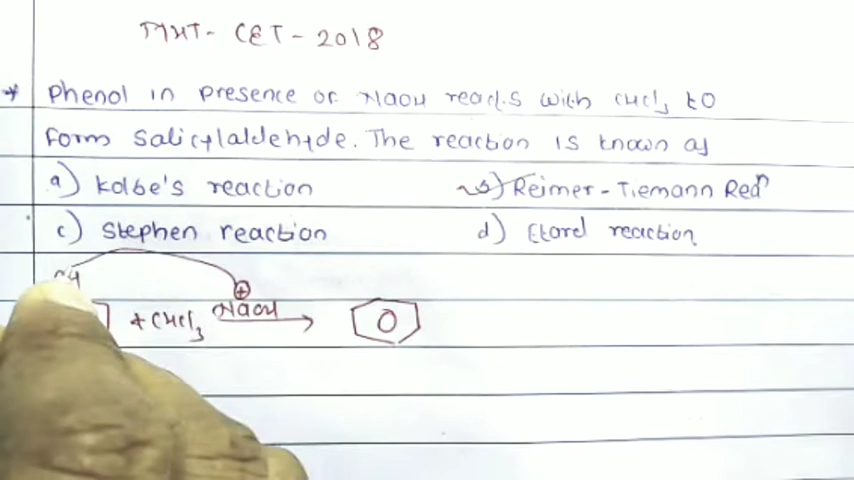 MHT - CET - 2018
→ Phenol in presence of NaOH reacts with CHCl3 to
form salicylaldehyde. The reaction is known as
a) Kolbe's reaction b) Reimer-Tiemann Rean
c) Stephen reaction d) Etard reaction
OH ⊕
+ CHCl3 NaOH →